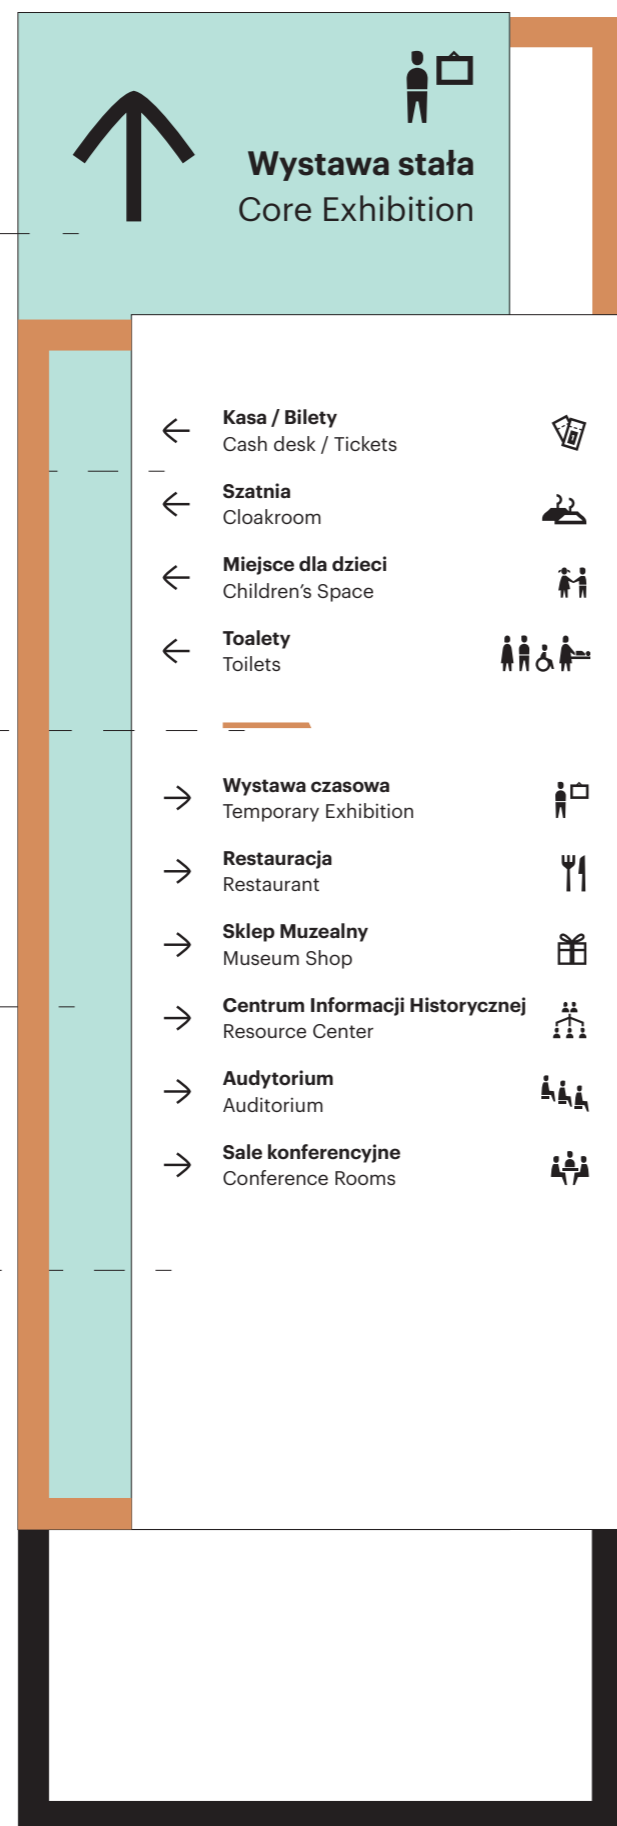 Wystawa stała
Core Exhibition
Kasa / Bilety
Cash desk / Tickets
Szatnia
Cloakroom
Miejsce dla dzieci
Children’s Space
Toalety
Toilets
Wystawa czasowa
Temporary Exhibition
Restauracja
Restaurant
Sklep Muzealny
Museum Shop
Centrum Informacji Historycznej
Resource Center
Audytorium
Auditorium
Sale konferencyjne
Conference Rooms